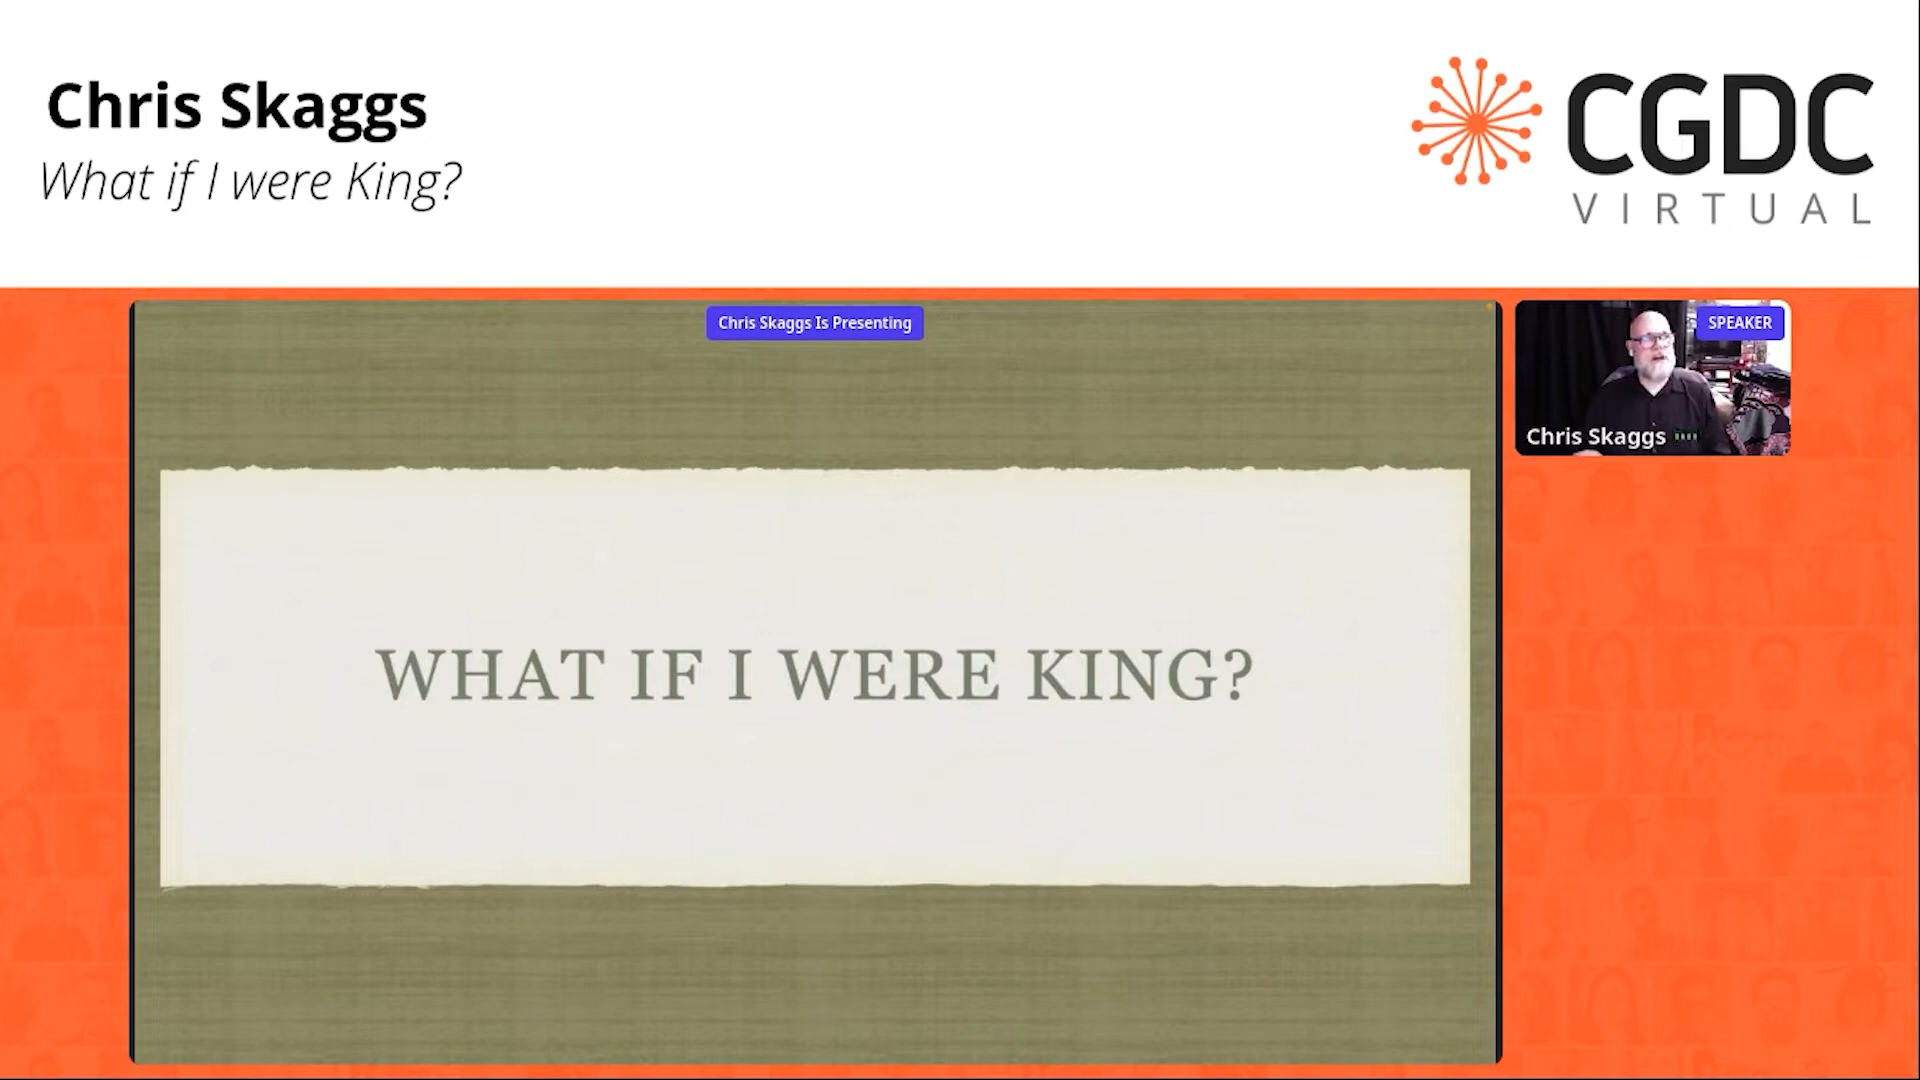 Chris Skaggs
What if I were King?
CGDC
VIRTUAL
Chris Skaggs Is Presenting
SPEAKER
Chris Skaggs
WHAT IF I WERE KING?